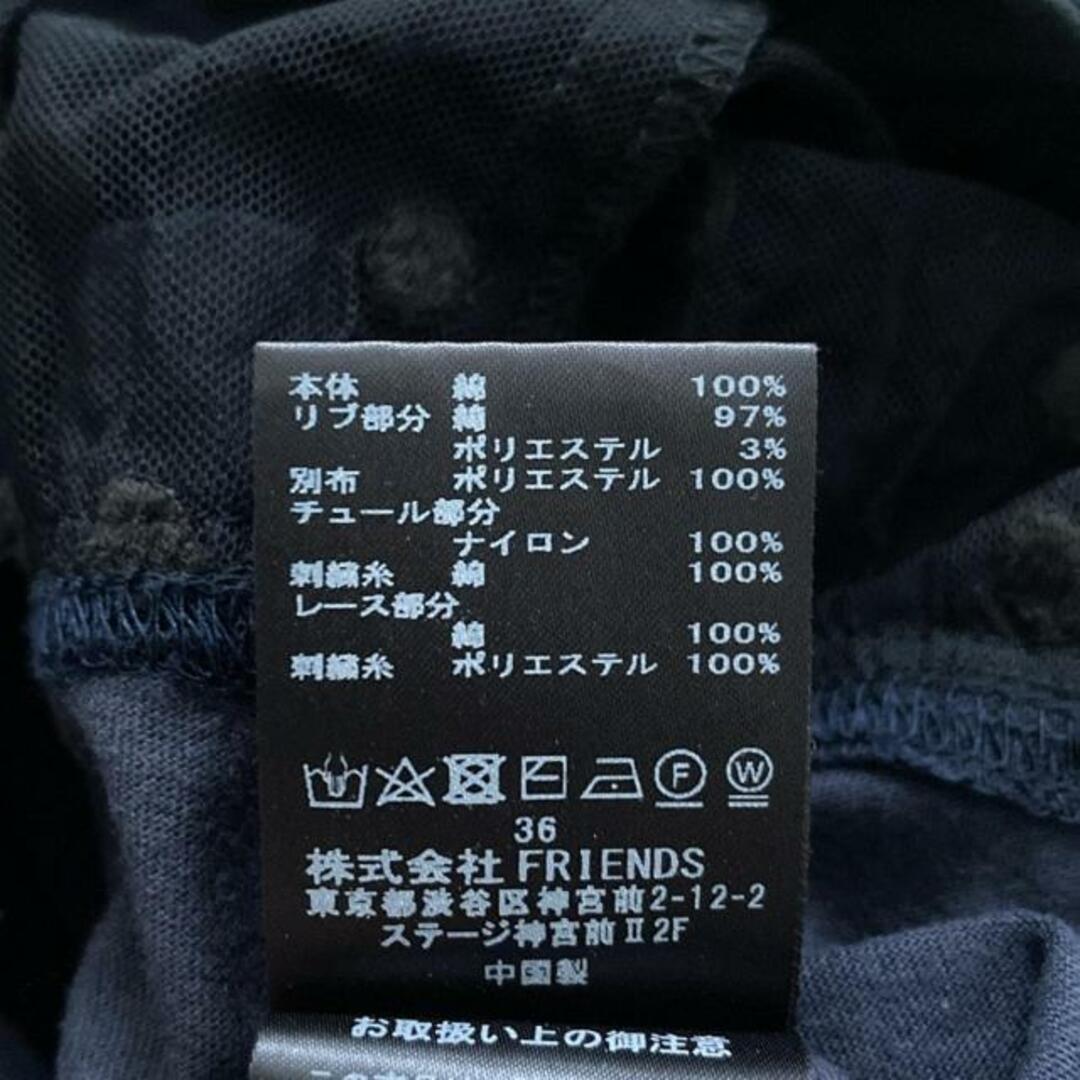 本体 綿 100%
リブ部分 綿 97%
ポリエステル 3%
別布 ポリエステル 100%
チュール部分
ナイロン 100%
刺繍糸 綿 100%
レース部分
綿 100%
刺繍糸 ポリエステル 100%
F W
36
株式会社 FRIENDS
東京都渋谷区神宮前2-12-2
ステージ神宮前Ⅱ2F
中国製
お取扱い上の御注意